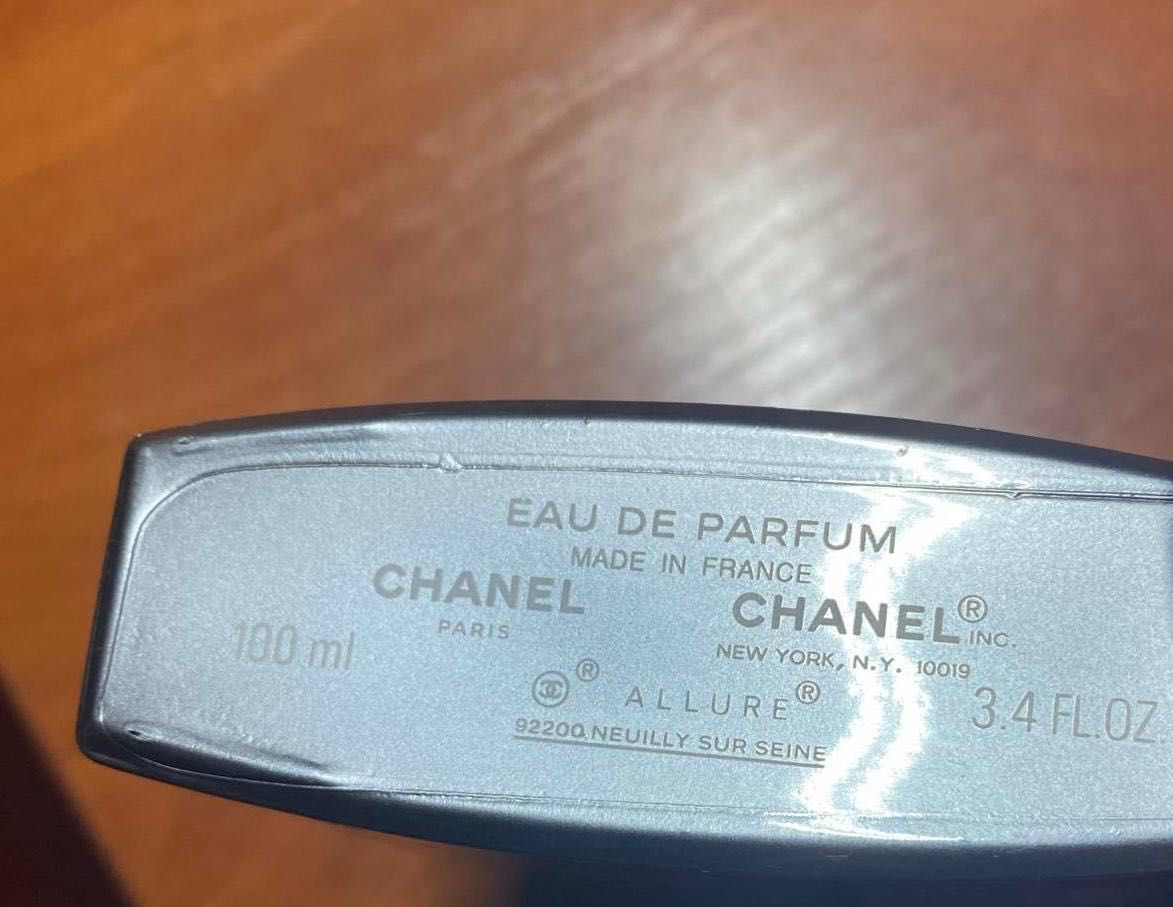 EAU DE PARFUM
MADE IN FRANCE
CHANEL
PARIS
CHANEL® INC.
NEW YORK, N.Y. 10019
100 ml
® ALLURE®
3.4 FL.OZ
92200 NEUILLY SUR SEINE